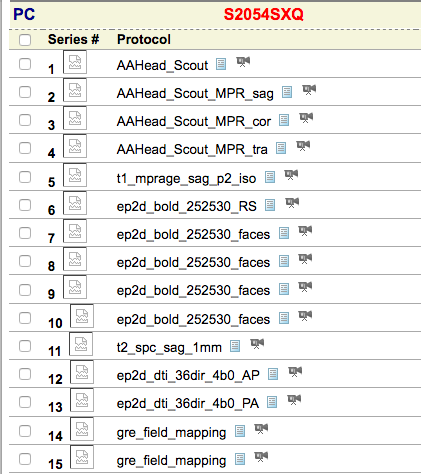 PC S2054SXQ
Series # Protocol
1 AAHead_Scout
2 AAHead_Scout_MPR_sag
3 AAHead_Scout_MPR_cor
4 AAHead_Scout_MPR_tra
5 t1_mprage_sag_p2_iso
6 ep2d_bold_252530_RS
7 ep2d_bold_252530_faces
8 ep2d_bold_252530_faces
9 ep2d_bold_252530_faces
10 ep2d_bold_252530_faces
11 t2_spc_sag_1mm
12 ep2d_dti_36dir_4b0_AP
13 ep2d_dti_36dir_4b0_PA
14 gre_field_mapping
15 gre_field_mapping